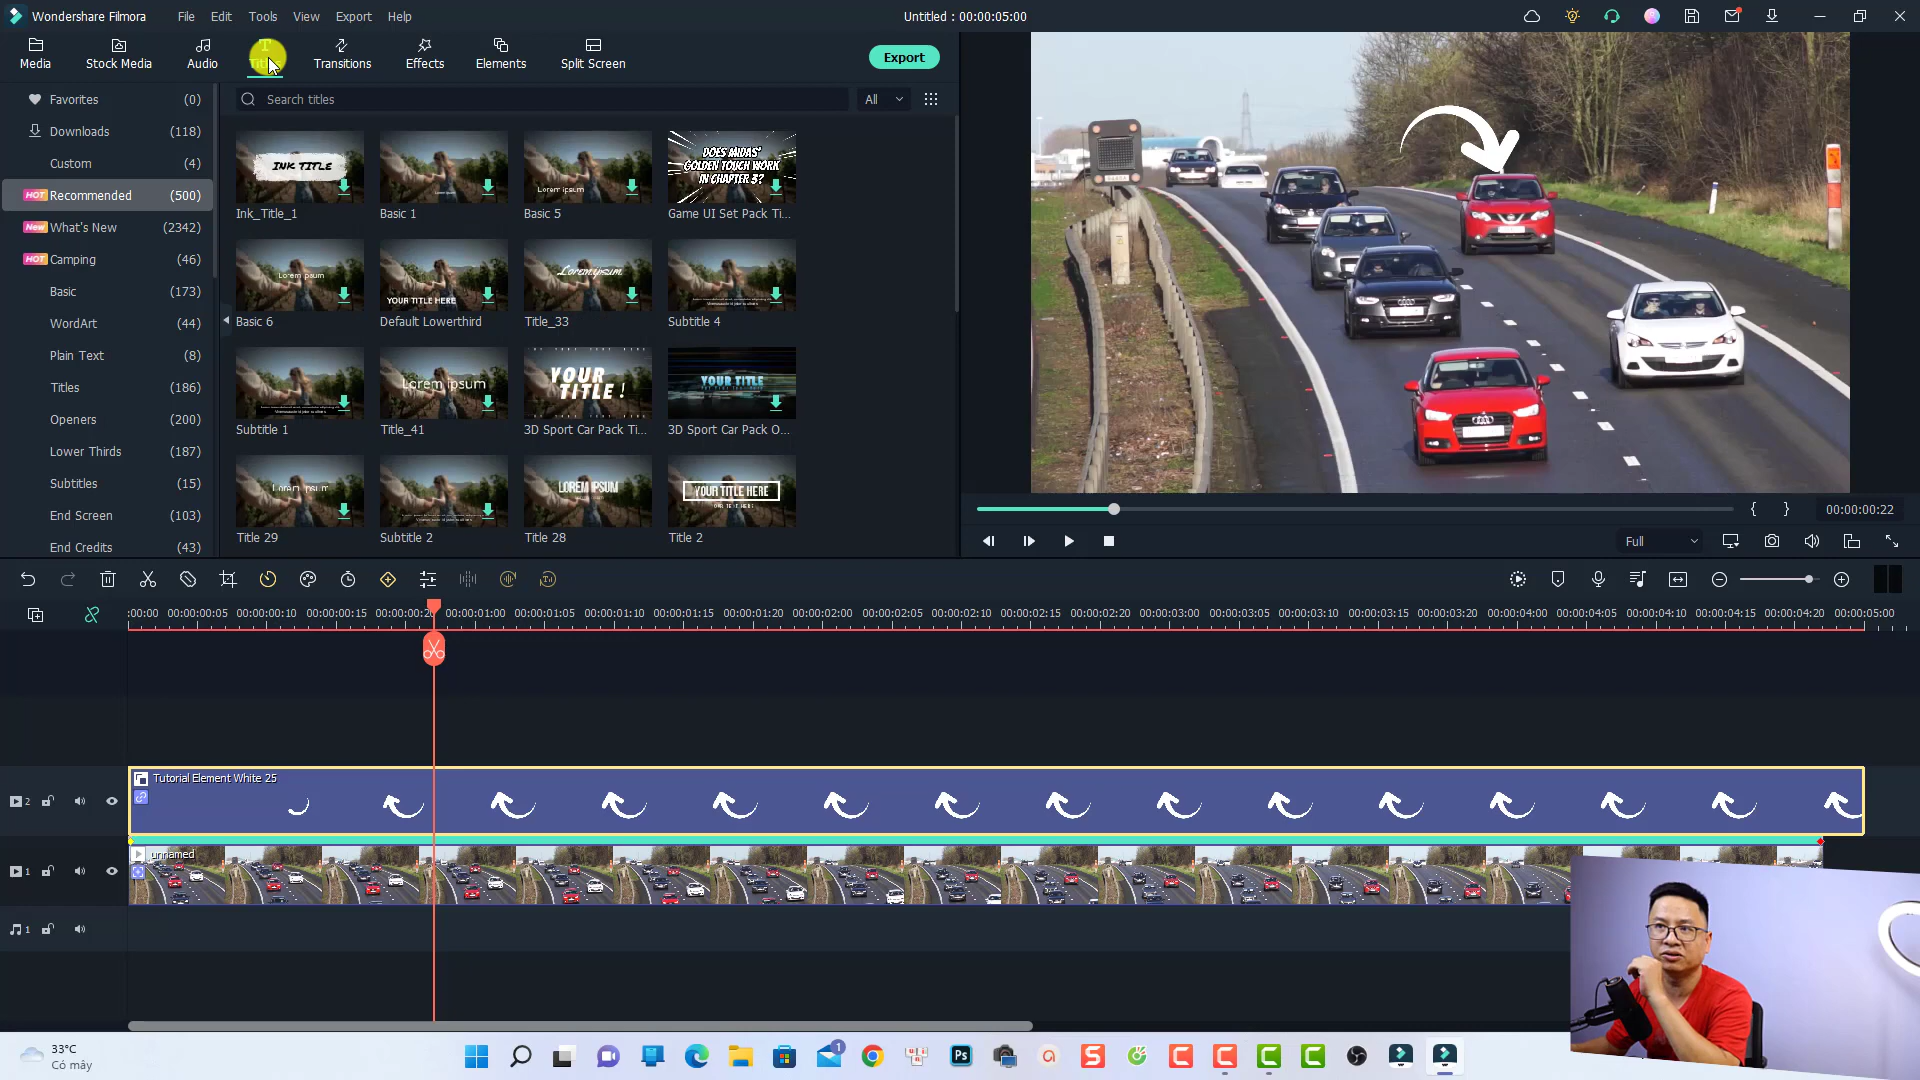 Wondershare Filmora
File Edit Tools View Export Help
Untitled : 00:00:05:00
Media Stock Media Audio Titles Transitions Effects Elements Split Screen
Export
Favorites (0)
Downloads (118)
Custom (4)
HOT Recommended (500)
New What's New (2342)
HOT Camping (46)
Basic (173)
WordArt (44)
Plain Text (8)
Titles (186)
Openers (200)
Lower Thirds (187)
Subtitles (15)
End Screen (103)
End Credits (43)
Search titles
All
INK TITLE
Lorem ipsum
DOES MIDAS'
GOLDEN TOUCH WORK
IN CHAPTER 3?
Ink_Title_1 Basic 1 Basic 5 Game UI Set Pack Ti...
Lorem ipsum
YOUR TITLE HERE
Lorem ipsum
Basic 6 Default Lowerthird Title_33 Subtitle 4
Lorem ipsum
YOUR
TITLE !
YOUR TITLE
Subtitle 1 Title_41 3D Sport Car Pack Ti... 3D Sport Car Pack O...
Lorem ipsum
LOREM IPSUM
YOUR TITLE HERE
Title 29 Subtitle 2 Title 28 Title 2
{ } 00:00:00:22
Full
:00:00 00:00:00:05 00:00:00:10 00:00:00:15 00:00:00:20 00:00:01:00 00:00:01:05 00:00:01:10 00:00:01:15 00:00:01:20 00:00:02:00 00:00:02:05 00:00:02:10 00:00:02:15 00:00:02:20 00:00:03:00 00:00:03:05 00:00:03:10 00:00:03:15 00:00:03:20 00:00:04:00 00:00:04:05 00:00:04:10 00:00:04:15 00:00:04:20 00:00:05:00
Tutorial Element White 25
2
unnamed
1
1
33°C
Có mây
1
Ps